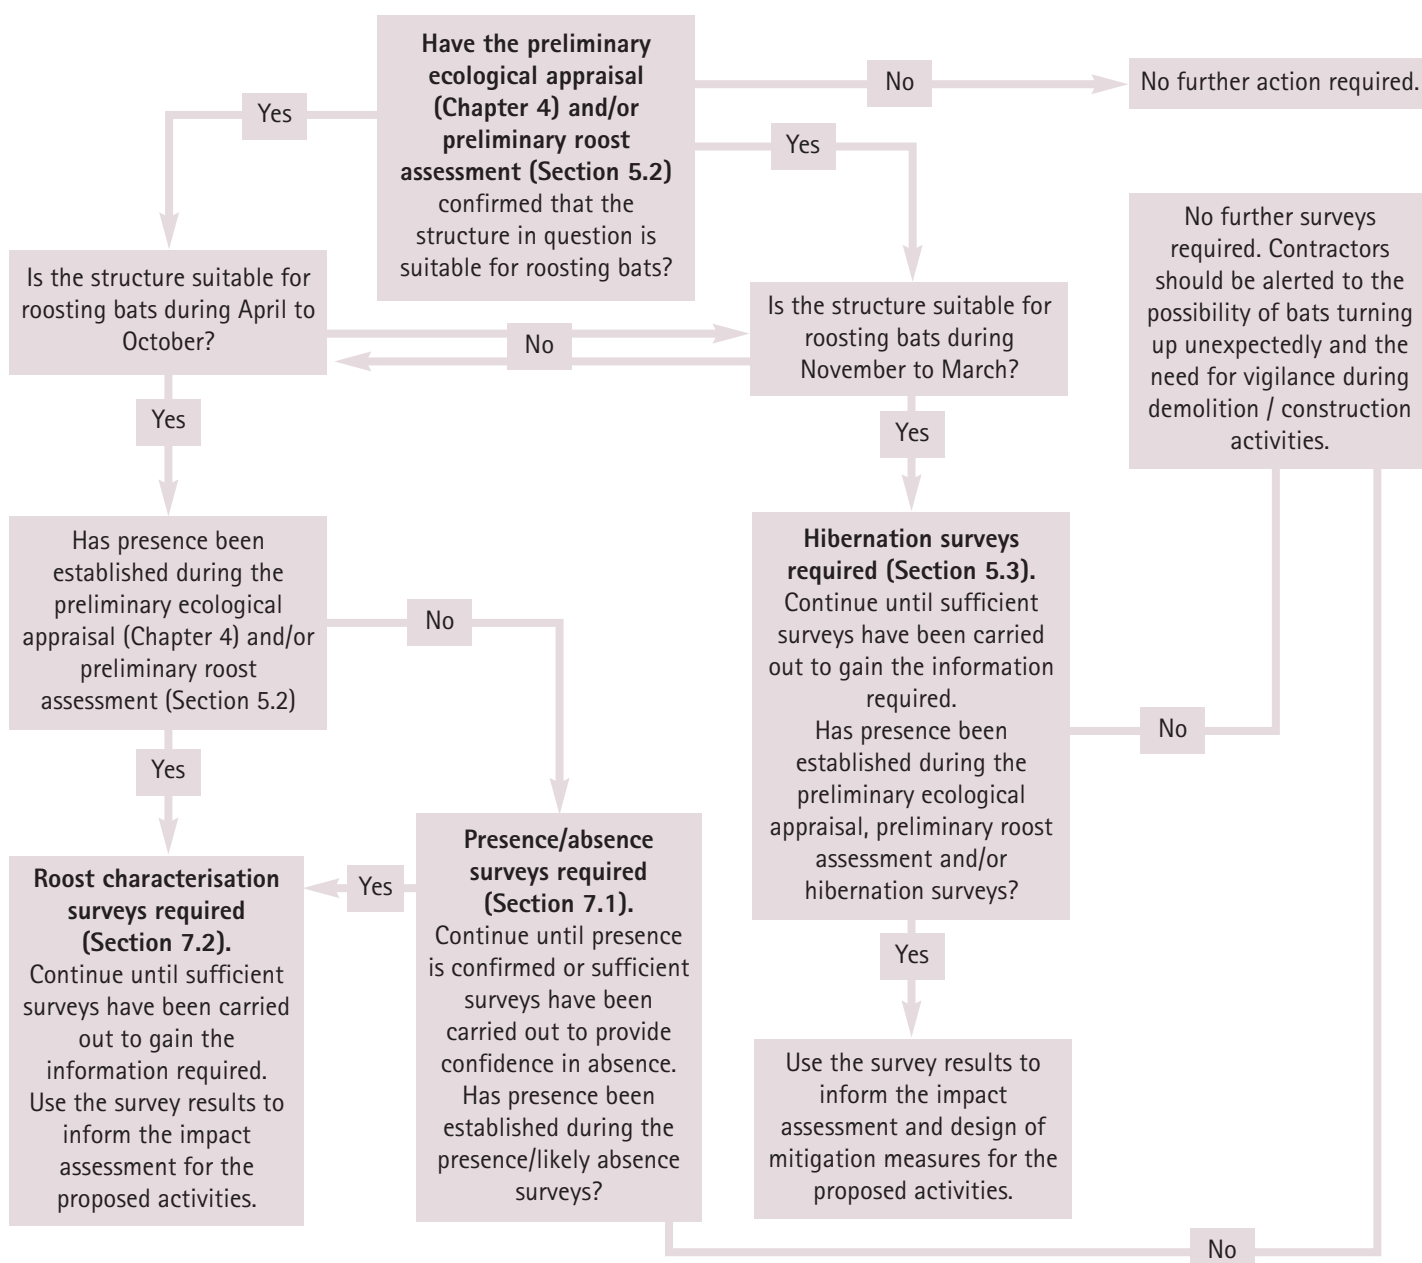 Have the preliminary
ecological appraisal
(Chapter 4) and/or
preliminary roost
assessment (Section 5.2)
confirmed that the
structure in question is
suitable for roosting bats?
No
No further action required.
Yes
Yes
Is the structure suitable for
roosting bats during April to
October?
No
Is the structure suitable for
roosting bats during
November to March?
No further surveys
required. Contractors
should be alerted to the
possibility of bats turning
up unexpectedly and the
need for vigilance during
demolition / construction
activities.
Yes
Yes
Has presence been
established during the
preliminary ecological
appraisal (Chapter 4) and/or
preliminary roost
assessment (Section 5.2)
No
Hibernation surveys
required (Section 5.3).
Continue until sufficient
surveys have been carried
out to gain the information
required.
Has presence been
established during the
preliminary ecological
appraisal, preliminary roost
assessment and/or
hibernation surveys?
No
Yes
Roost characterisation
surveys required
(Section 7.2).
Continue until sufficient
surveys have been carried
out to gain the
information required.
Use the survey results to
inform the impact
assessment for the
proposed activities.
Yes
Presence/absence
surveys required
(Section 7.1).
Continue until presence
is confirmed or sufficient
surveys have been
carried out to provide
confidence in absence.
Has presence been
established during the
presence/likely absence
surveys?
Yes
Use the survey results to
inform the impact
assessment and design of
mitigation measures for the
proposed activities.
No